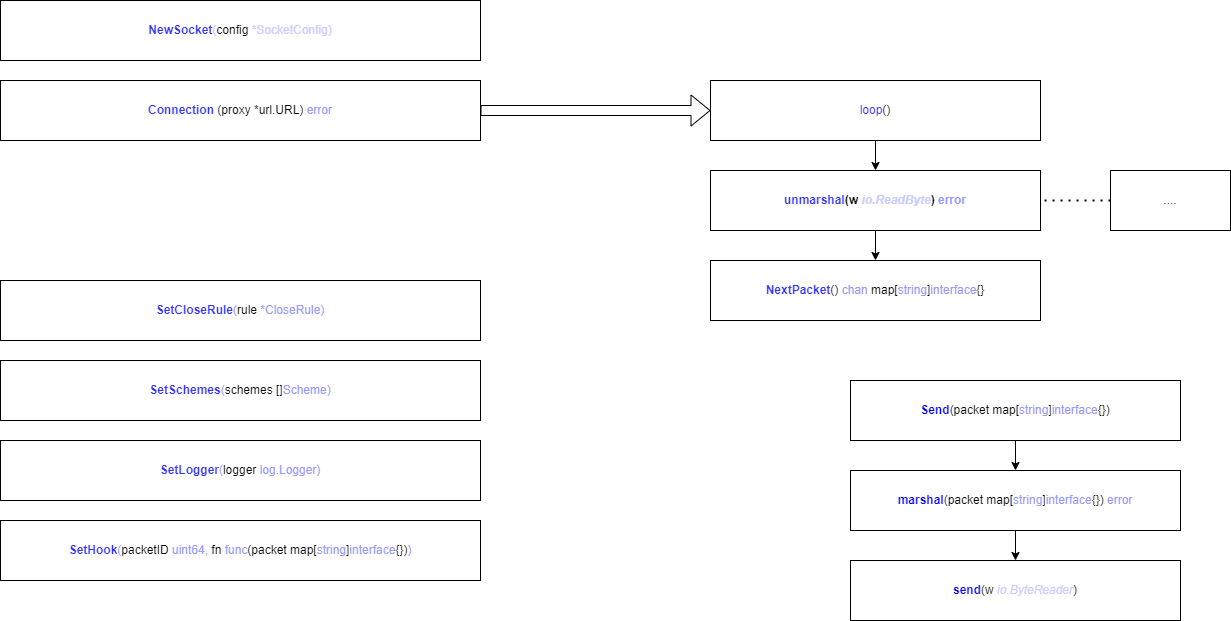 NewSocket(config *SocketConfig)
Connection (proxy *url.URL) error
loop()
unmarshal(w io.ReadByte) error
....
NextPacket() chan map[string]interface{}
SetCloseRule(rule *CloseRule)
SetSchemes(schemes []Scheme)
SetLogger(logger log.Logger)
SetHook(packetID uint64, fn func(packet map[string]interface{}))
Send(packet map[string]interface{})
marshal(packet map[string]interface{}) error
send(w io.ByteReader)